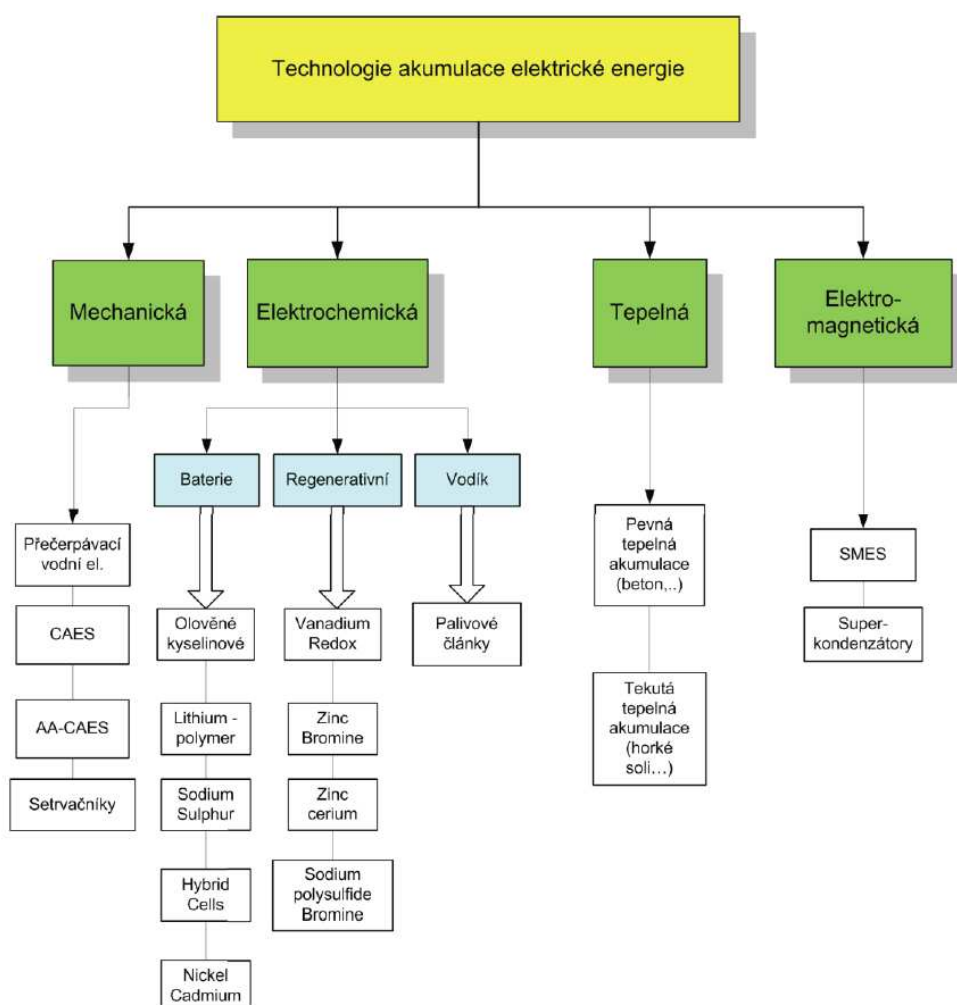 Technologie akumulace elektrické energie
Mechanická
Elektrochemická
Tepelná
Elektro-
magnetická
Baterie
Regenerativní
Vodík
Přečerpávací
vodní el.
CAES
AA-CAES
Setrvačníky
Olověné
kyselinové
Lithium -
polymer
Sodium
Sulphur
Hybrid
Cells
Nickel
Cadmium
Vanadium
Redox
Zinc
Bromine
Zinc
cerium
Sodium
polysulfide
Bromine
Palivové
články
Pevná
tepelná
akumulace
(beton,..)
Tekutá
tepelná
akumulace
(horké
soli...)
SMES
Super-
kondenzátory